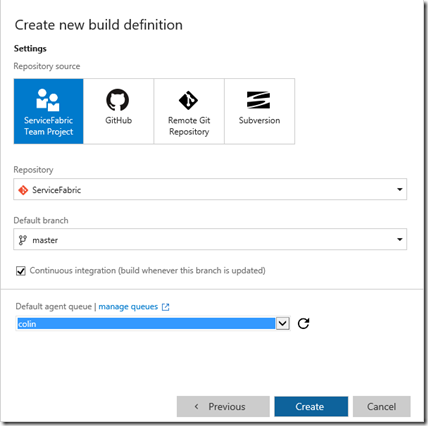 Create new build definition
Settings
Repository source
ServiceFabric
Team Project
GitHub
Remote Git
Repository
Subversion
Repository
ServiceFabric
Default branch
master
Continuous integration (build whenever this branch is updated)
Default agent queue | manage queues
colin
< Previous
Create
Cancel